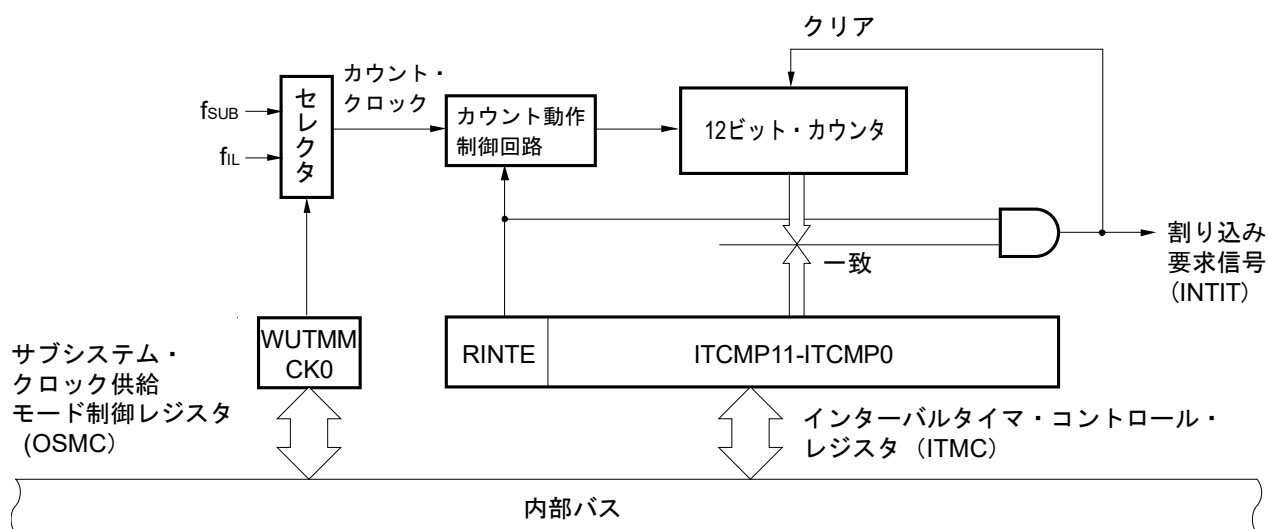 クリア
カウント・
クロック
fSUB
fIL
セレクタ
カウント動作
制御回路
12ビット・カウンタ
一致
割り込み
要求信号
(INTIT)
WUTMM
CK0
RINTE
ITCMP11-ITCMP0
サブシステム・
クロック供給
モード制御レジスタ
(OSMC)
インターバルタイマ・コントロール・
レジスタ（ITMC）
内部バス